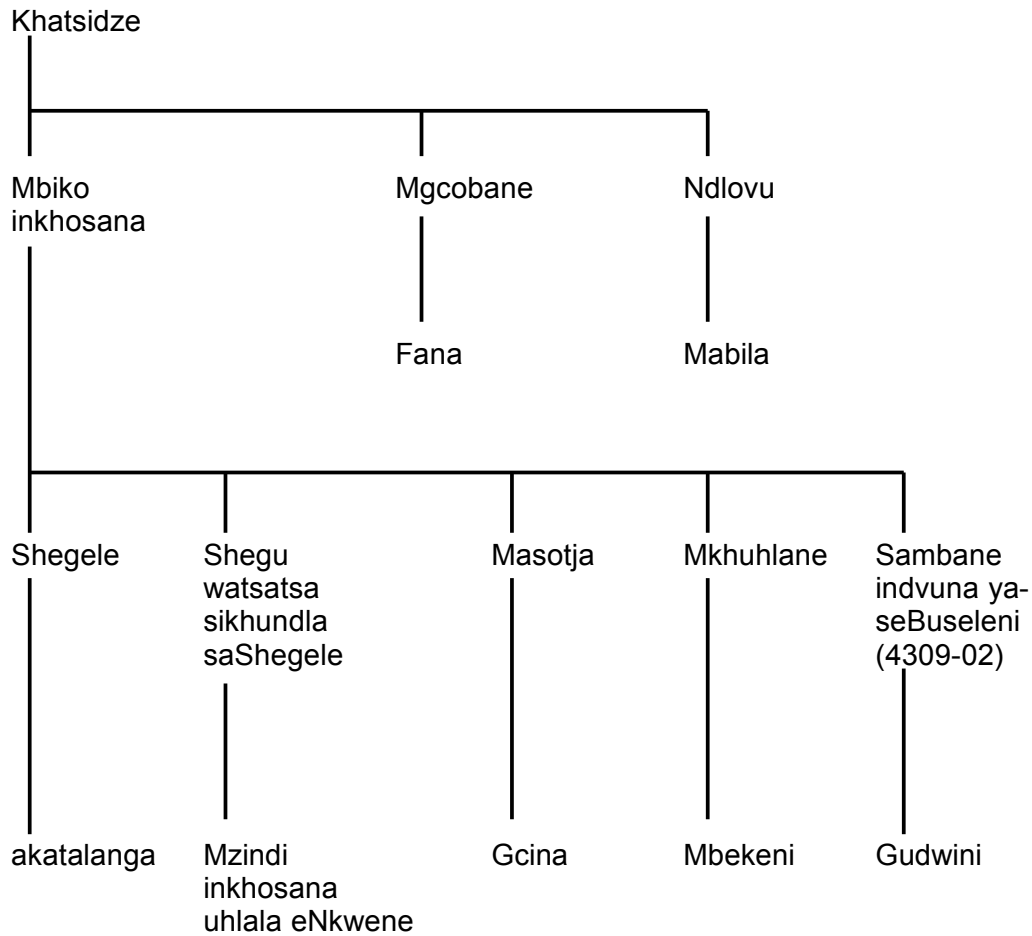 Khatsidze
Mbiko
inkhosana
Mgcobane
Ndlovu
Fana
Mabila
Shegele
Shegu
watsatsa
sikhundla
saShegele
Masotja
Mkhuhlane
Sambane
indvuna ya-
seBuseleni
(4309-02)
akatalanga
Mzindi
inkhosana
uhlala eNkwene
Gcina
Mbekeni
Gudwini